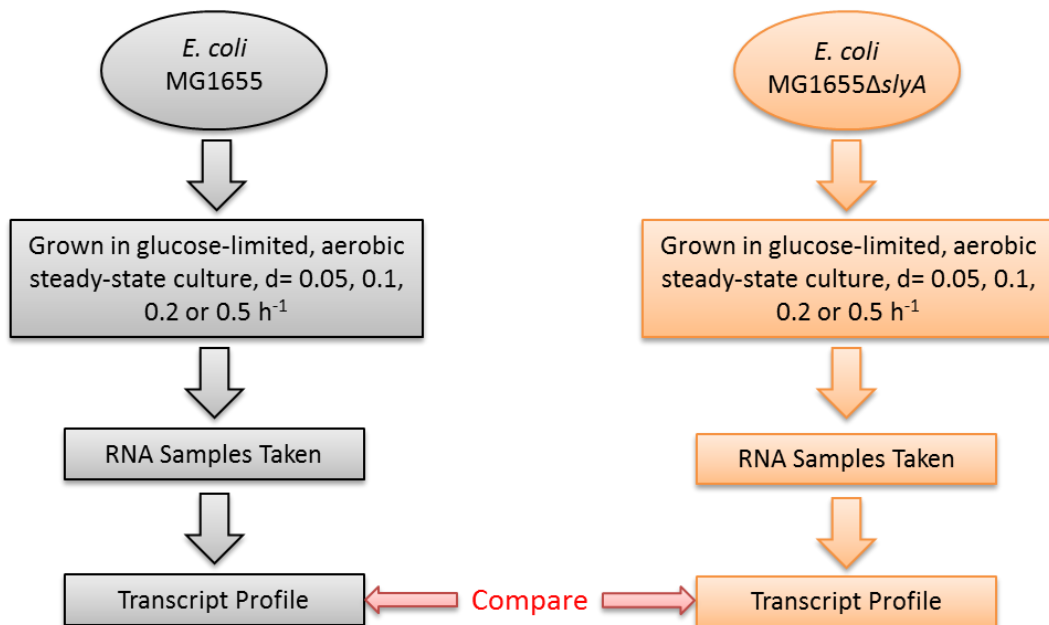 E. coli
MG1655
Grown in glucose-limited, aerobic
steady-state culture, d= 0.05, 0.1,
0.2 or 0.5 h⁻¹
RNA Samples Taken
Transcript Profile
Compare
E. coli
MG1655ΔslyA
Grown in glucose-limited, aerobic
steady-state culture, d= 0.05, 0.1,
0.2 or 0.5 h⁻¹
RNA Samples Taken
Transcript Profile